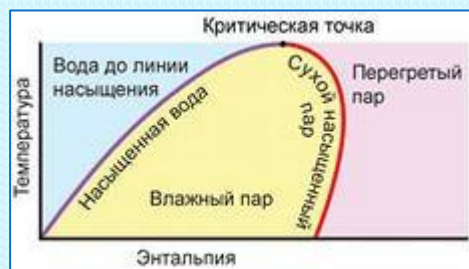 Критическая точка
Вода до линии
насыщения
Перегретый
пар
Сухой насыщенный
пар
Насыщенная вода
Температура
Влажный пар
Энтальпия